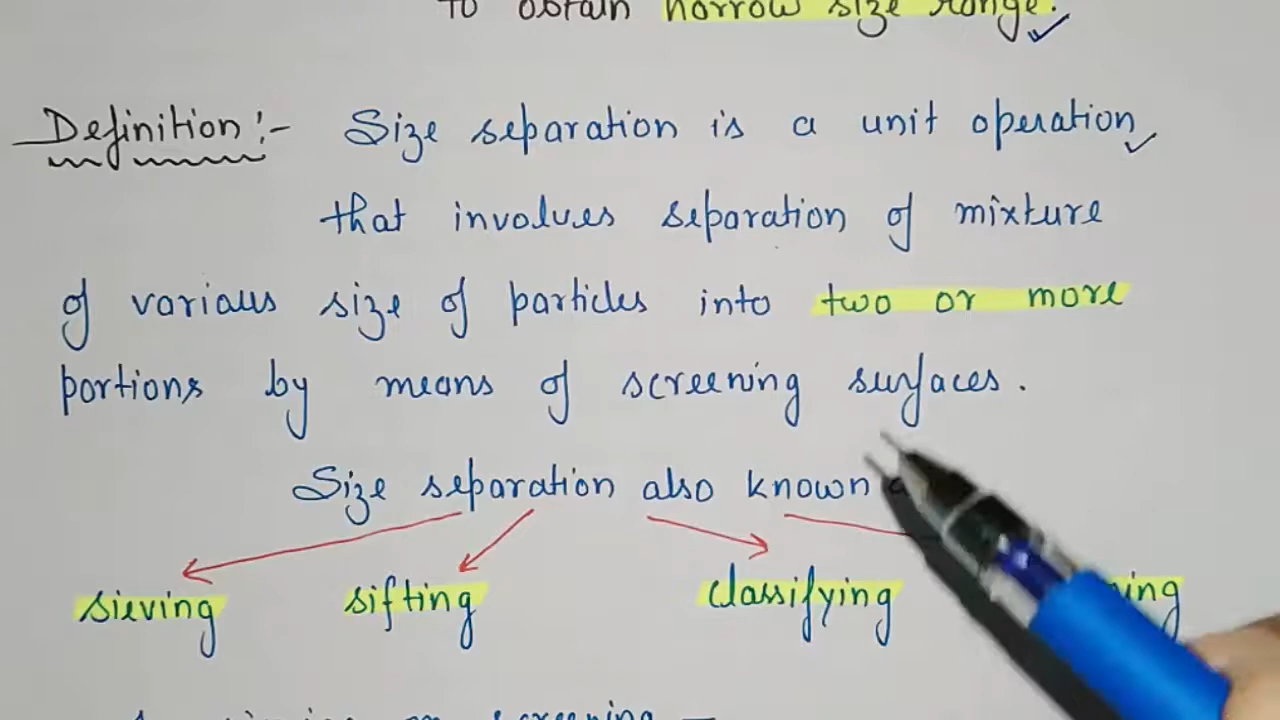 to obtain narrow size range.
Definition :- Size separation is a unit operation
that involves separation of mixture
of various size of particles into two or more
portions by means of screening surfaces.
Size separation also known
sieving sifting classifying
screening –